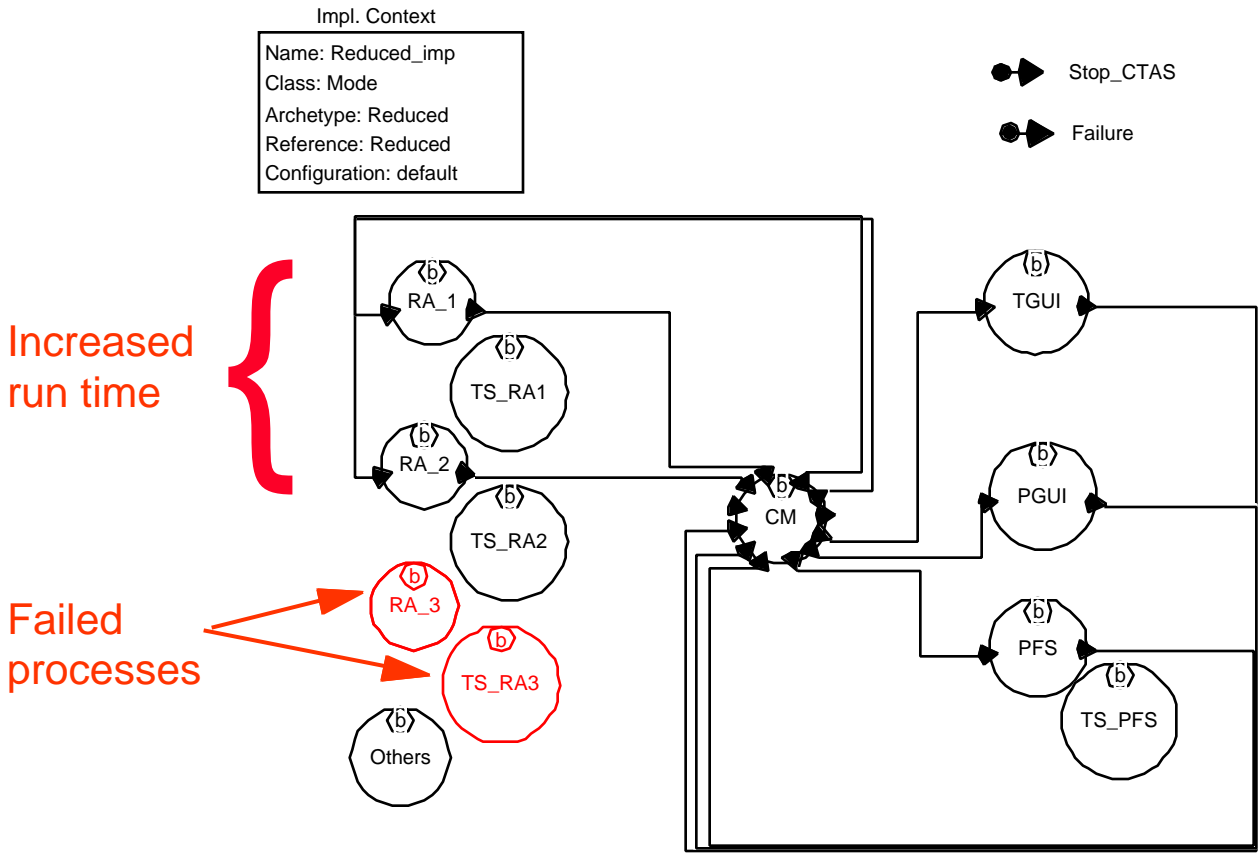 Impl. Context
Name: Reduced_imp
Class: Mode
Archetype: Reduced
Reference: Reduced
Configuration: default
Stop_CTAS
Failure
Increased
run time
b
RA_1
b
TS_RA1
b
RA_2
b
TS_RA2
b
CM
b
TGUI
b
PGUI
Failed
processes
b
RA_3
b
TS_RA3
b
Others
b
PFS
b
TS_PFS